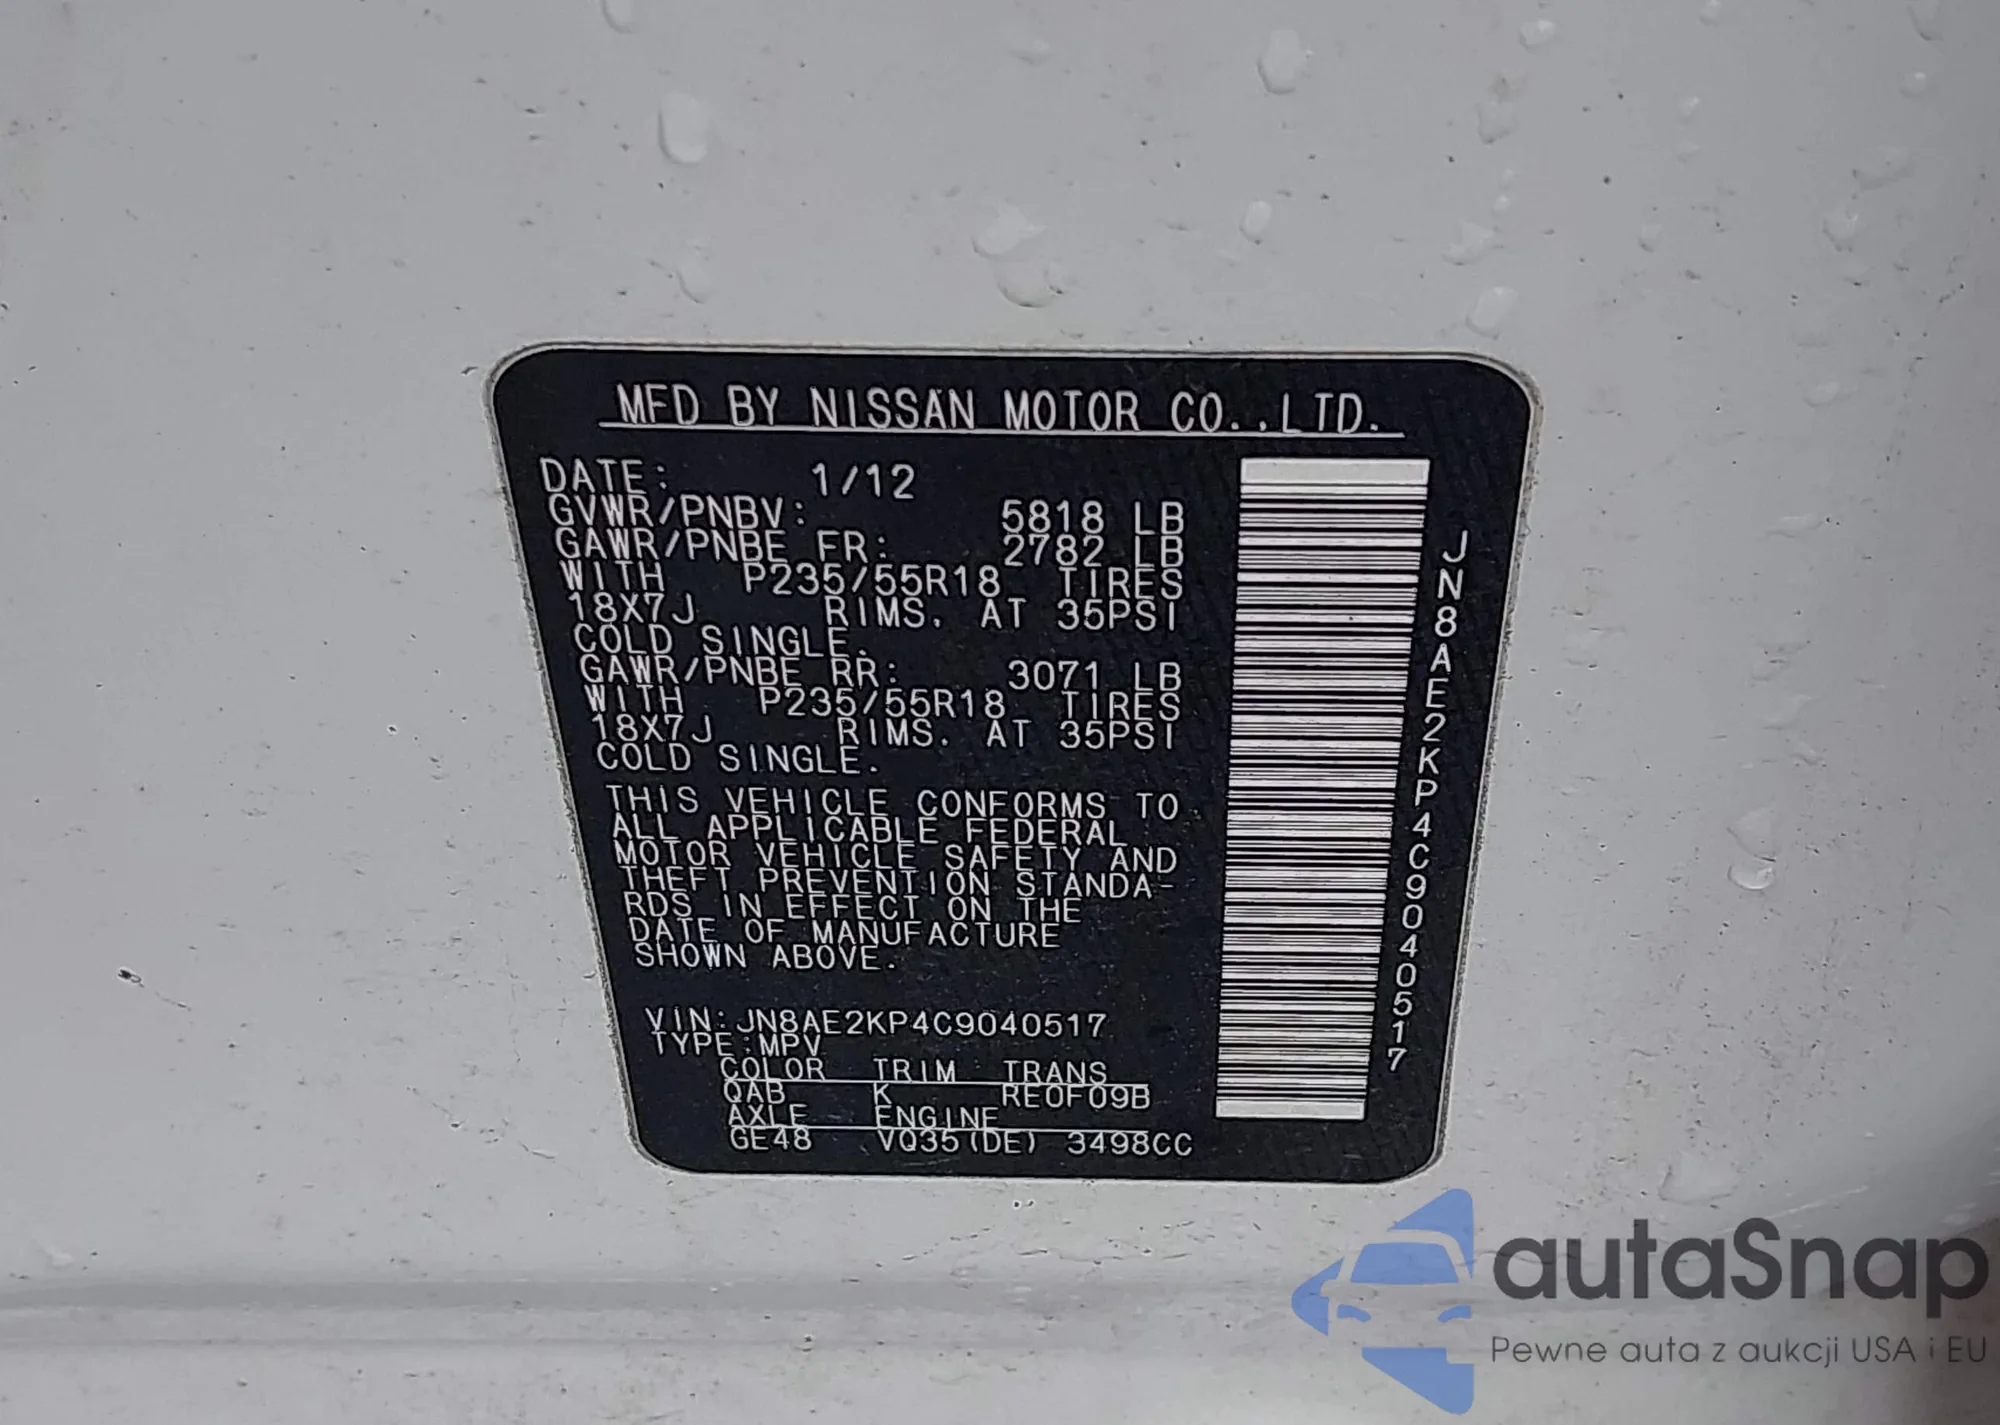 MFD BY NISSAN MOTOR CO.,LTD.
DATE: 1/12
GVWR/PNBV: 5818 LB
GAWR/PNBE FR: 2782 LB
WITH P235/55R18 TIRES
18X7J RIMS. AT 35PSI
COLD SINGLE.
GAWR/PNBE RR: 3071 LB
WITH P235/55R18 TIRES
18X7J RIMS. AT 35PSI
COLD SINGLE.
THIS VEHICLE CONFORMS TO
ALL APPLICABLE FEDERAL
MOTOR VEHICLE SAFETY AND
THEFT PREVENTION STANDA-
RDS IN EFFECT ON THE
DATE OF MANUFACTURE
SHOWN ABOVE.
VIN:JN8AE2KP4C9040517
TYPE:MPV
COLOR TRIM TRANS
QAB K RE0F09B
AXLE ENGINE
GE48 VQ35(DE) 3498CC
JN8AE2KP4C9040517
autaSnap
Pewne auta z aukcji USA i EU